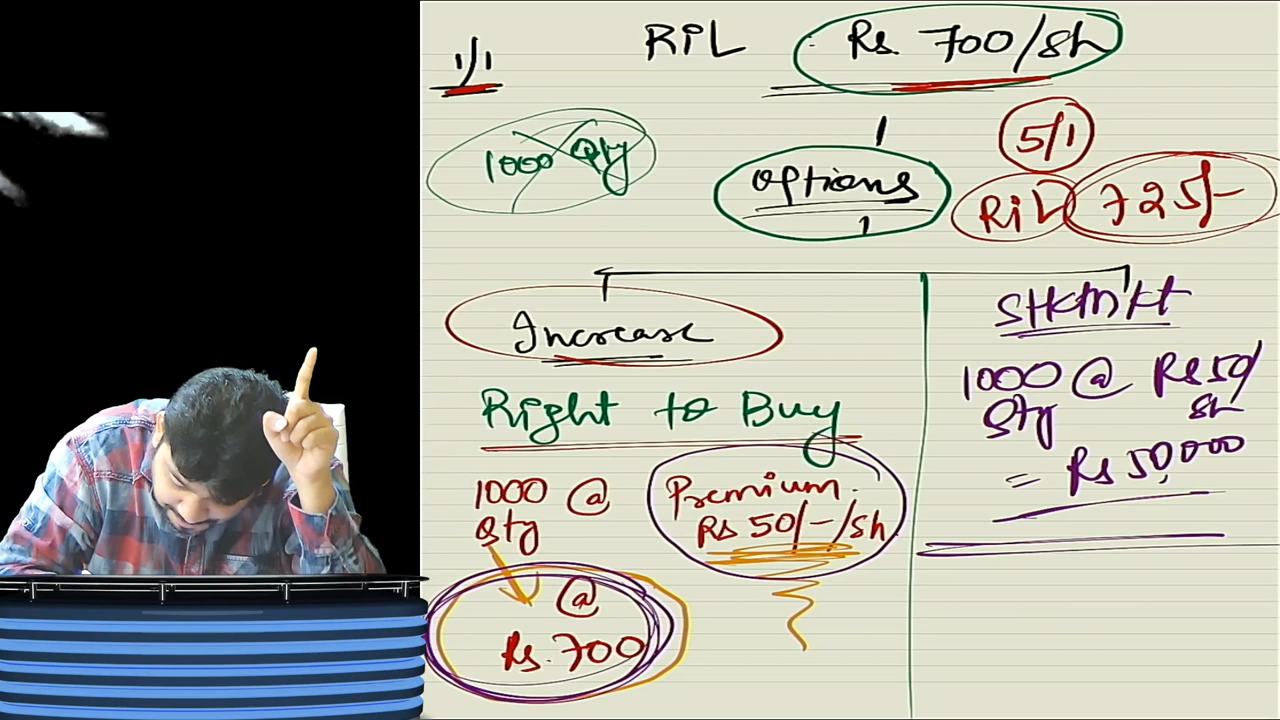 1/1
RiL Rs. 700/sh
1000 Qty
options
5/1
RiL 725/-
Increase
Right to Buy
1000 @
Qty
Premium.
Rs 50/-/sh
@
Rs. 700
SHKMKt
1000 @ Rs 50/
Qty sh
= Rs 50,000